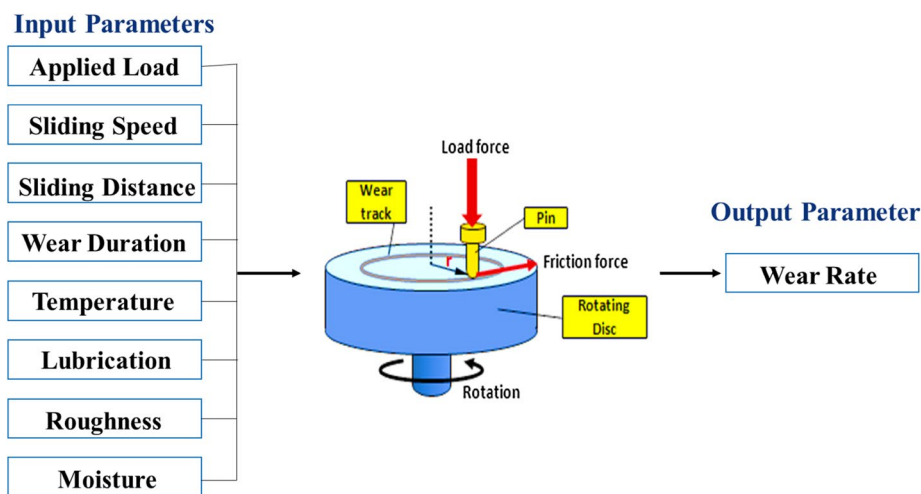 Input Parameters
Applied Load
Sliding Speed
Sliding Distance
Wear Duration
Temperature
Lubrication
Roughness
Moisture
Load force
Wear
track
Pin
r
Friction force
Rotating
Disc
Rotation
Output Parameter
Wear Rate